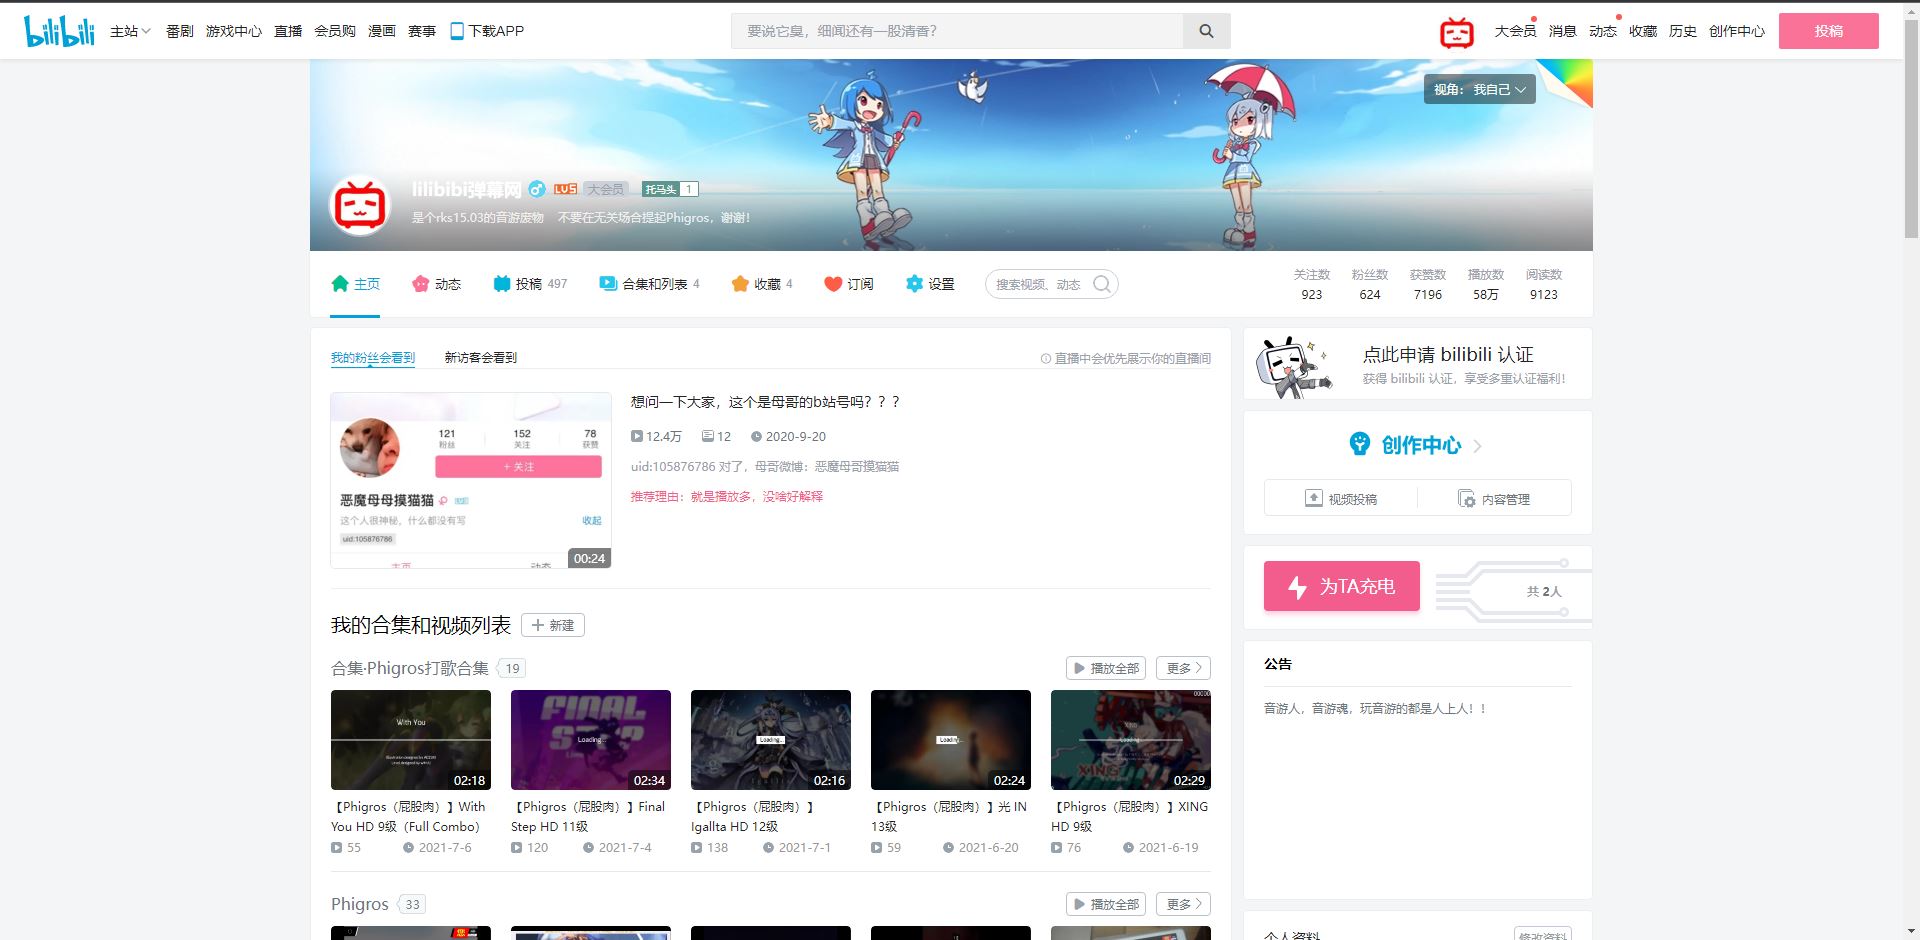 bilibili 主站 番剧 游戏中心 直播 会员购 漫画 赛事 下载APP 要说它臭，细闻还有一股清香? 大会员 消息 动态 收藏 历史 创作中心 投稿
视角： 我自己
lilibibi弹幕网 LV5 大会员 托马头 1
是个rks15.03的音游废物 不要在无关场合提起Phigros，谢谢！
主页 动态 投稿 497 合集和列表 4 收藏 4 订阅 设置 搜索视频、动态
关注数 粉丝数 获赞数 播放数 阅读数
923 624 7196 58万 9123
我的粉丝会看到 新访客会看到 直播中会优先展示你的直播间
121 152 78
粉丝 关注 获赞
+ 关注
恶魔母母摸猫猫
这个人很神秘，什么都没有写 收起
uid:105876786
主页 动态
00:24
想问一下大家，这个是母哥的b站号吗？？？
12.4万 12 2020-9-20
uid:105876786 对了，母哥微博：恶魔母哥摸猫猫
推荐理由：就是播放多，没啥好解释
我的合集和视频列表 新建
合集·Phigros打歌合集 19 播放全部 更多
With You
02:18
FINAL STEP
Loading...
02:34
Loading...
02:16
Loading...
02:24
00000
XING
Loading...
XING
02:29
【Phigros（屁股肉）】With You HD 9级（Full Combo）
55 2021-7-6
【Phigros（屁股肉）】Final Step HD 11级
120 2021-7-4
【Phigros（屁股肉）】Igallta HD 12级
138 2021-7-1
【Phigros（屁股肉）】光 IN 13级
59 2021-6-20
【Phigros（屁股肉）】XING HD 9级
76 2021-6-19
Phigros 33 播放全部 更多
点此申请 bilibili 认证
获得 bilibili 认证，享受多重认证福利！
创作中心
视频投稿 内容管理
为TA充电 共 2人
公告
音游人，音游魂，玩音游的都是人上人！！
个人资料 修改资料